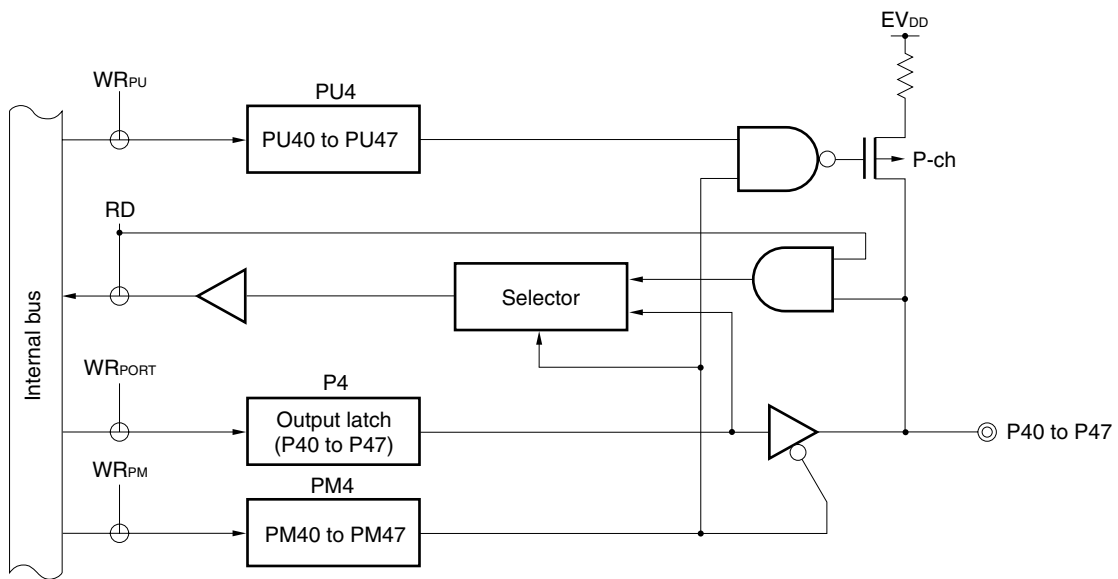 EVDD
WRPU
PU4
PU40 to PU47
P-ch
RD
Selector
Internal bus
WRPORT
P4
Output latch
(P40 to P47)
P40 to P47
WRPM
PM4
PM40 to PM47